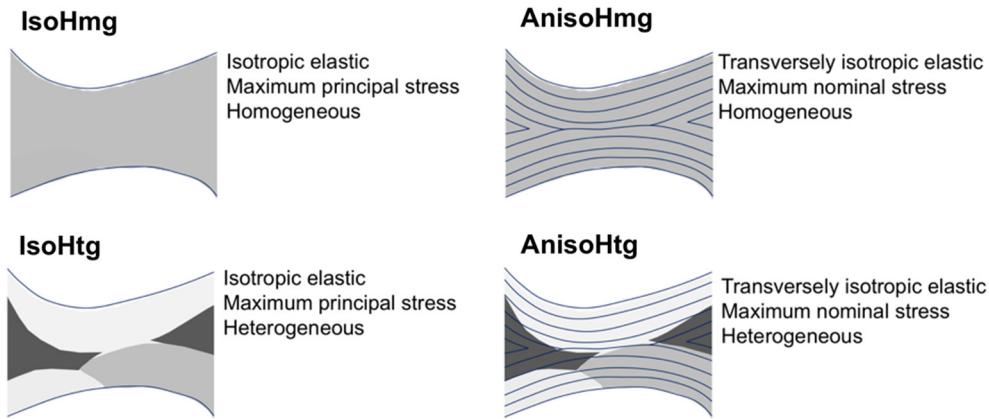 IsoHmg
Isotropic elastic
Maximum principal stress
Homogeneous
AnisoHmg
Transversely isotropic elastic
Maximum nominal stress
Homogeneous
IsoHtg
Isotropic elastic
Maximum principal stress
Heterogeneous
AnisoHtg
Transversely isotropic elastic
Maximum nominal stress
Heterogeneous